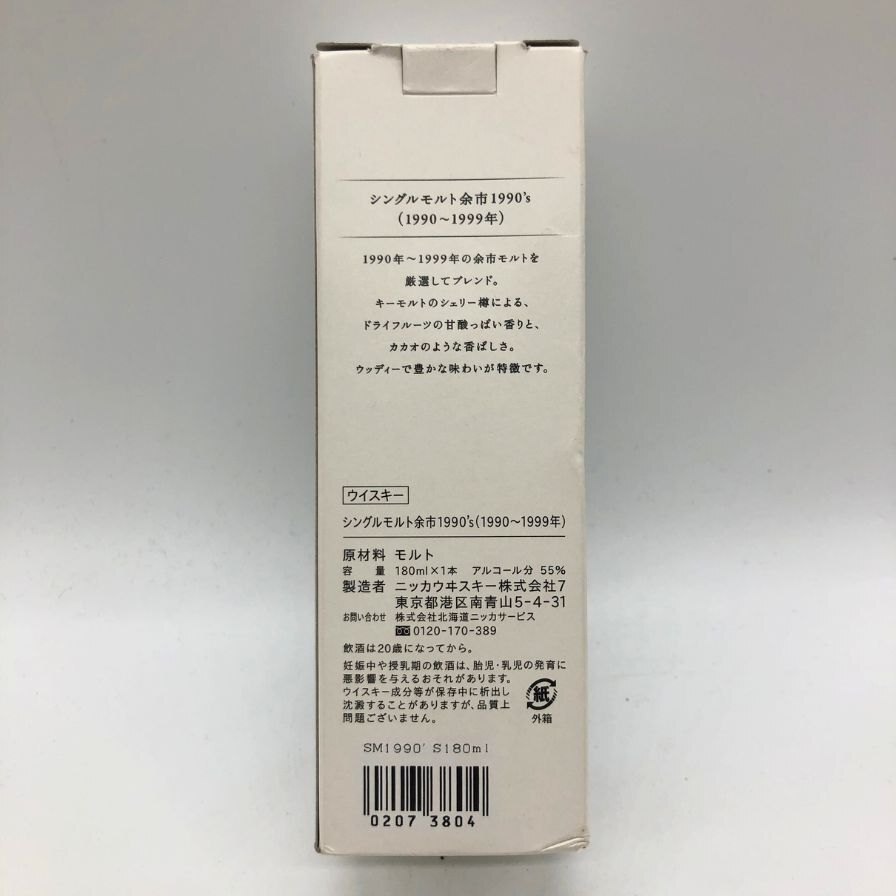 シングルモルト余市1990's
(1990～1999年)
1990年～1999年の余市モルトを
厳選してブレンド。
キーモルトのシェリー樽による、
ドライフルーツの甘酸っぱい香りと、
カカオのような香ばしさ。
ウッディーで豊かな味わいが特徴です。
ウイスキー
シングルモルト余市1990's(1990～1999年)
原材料 モルト
容量 180ml×1本 アルコール分 55%
製造者 ニッカウヰスキー株式会社7
東京都港区南青山5-4-31
お問い合わせ 株式会社北海道ニッカサービス
0120-170-389
飲酒は20歳になってから。
妊娠中や授乳期の飲酒は、胎児・乳児の発育に
悪影響を与えるおそれがあります。
ウイスキー成分等が保存中に析出し
沈澱することがありますが、品質上
問題ございません。
紙
外箱
SM1990' S180ml
0207 3804